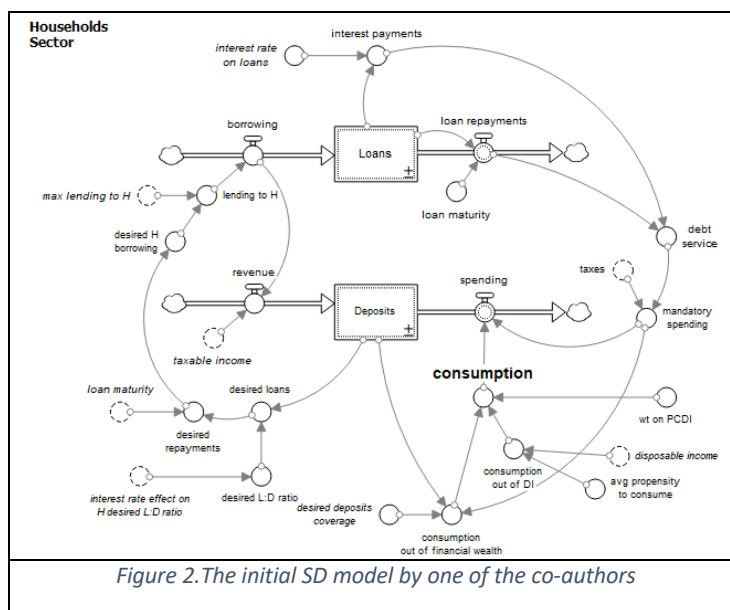 Households
Sector
interest payments
interest rate
on loans
borrowing
loan repayments
Loans
max lending to H
lending to H
loan maturity
desired H
borrowing
debt
service
revenue
spending
taxes
Deposits
mandatory
spending
taxable income
consumption
loan maturity
desired loans
wt on PCDI
desired
repayments
disposable income
consumption
out of DI
interest rate effect on
H desired L:D ratio
desired L:D ratio
avg propensity
to consume
desired deposits
coverage
consumption
out of financial wealth
Figure 2.The initial SD model by one of the co-authors